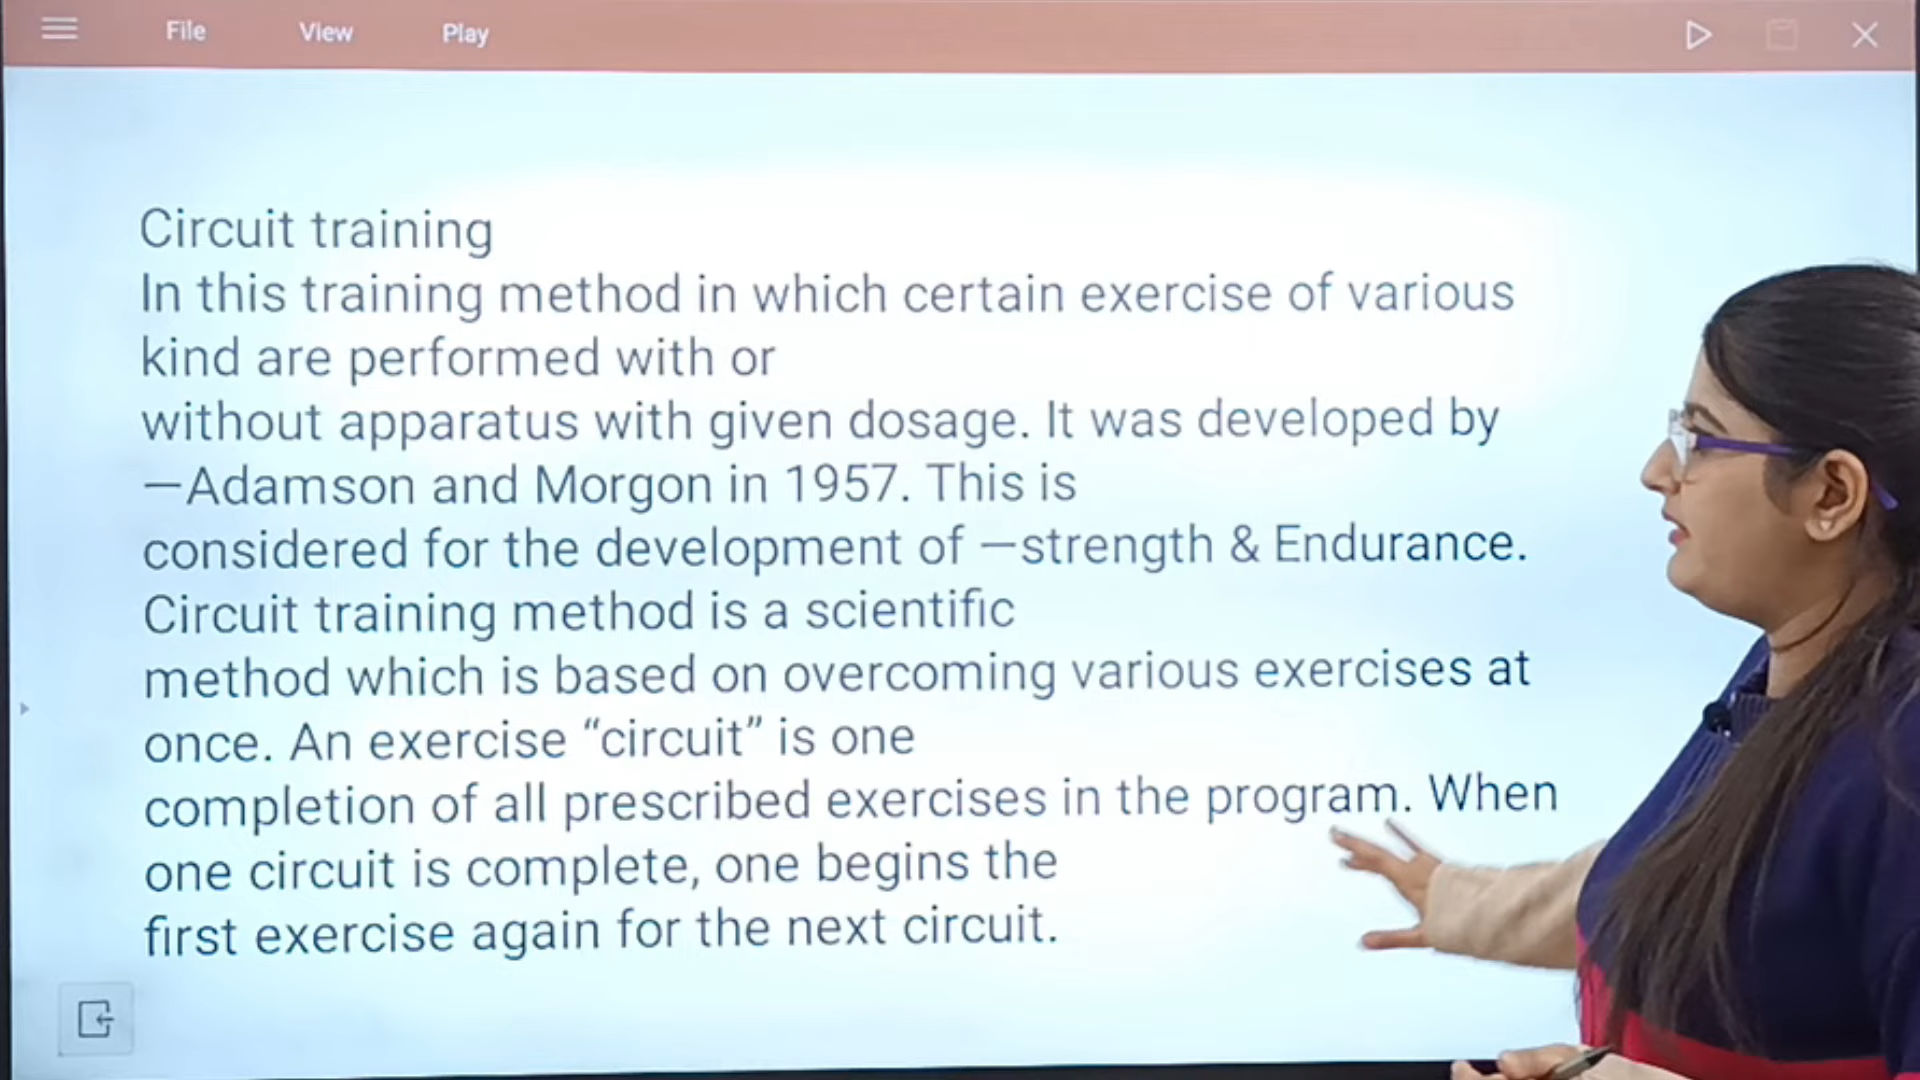 File View Play
Circuit training
In this training method in which certain exercise of various
kind are performed with or
without apparatus with given dosage. It was developed by
—Adamson and Morgon in 1957. This is
considered for the development of —strength & Endurance.
Circuit training method is a scientific
method which is based on overcoming various exercises at
once. An exercise “circuit” is one
completion of all prescribed exercises in the program. When
one circuit is complete, one begins the
first exercise again for the next circuit.